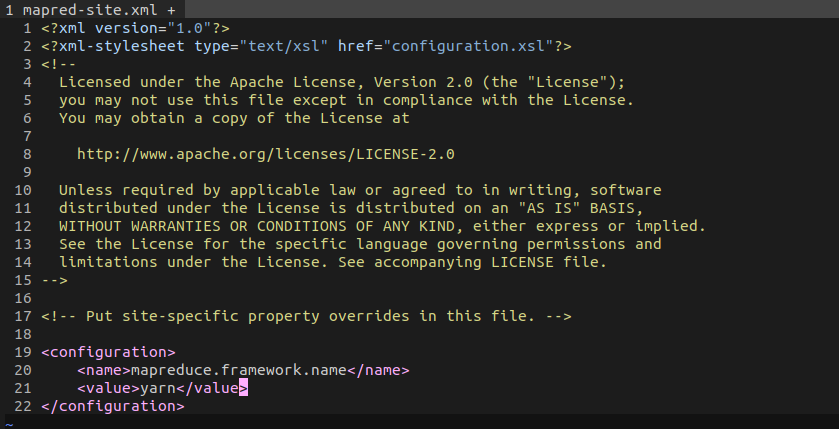 1 mapred-site.xml +
1 <?xml version="1.0"?>
2 <?xml-stylesheet type="text/xsl" href="configuration.xsl"?>
3 <!--
4   Licensed under the Apache License, Version 2.0 (the "License");
5   you may not use this file except in compliance with the License.
6   You may obtain a copy of the License at
7
8     http://www.apache.org/licenses/LICENSE-2.0
9
10   Unless required by applicable law or agreed to in writing, software
11   distributed under the License is distributed on an "AS IS" BASIS,
12   WITHOUT WARRANTIES OR CONDITIONS OF ANY KIND, either express or implied.
13   See the License for the specific language governing permissions and
14   limitations under the License. See accompanying LICENSE file.
15 -->
16
17 <!-- Put site-specific property overrides in this file. -->
18
19 <configuration>
20     <name>mapreduce.framework.name</name>
21     <value>yarn</value>
22 </configuration>
~